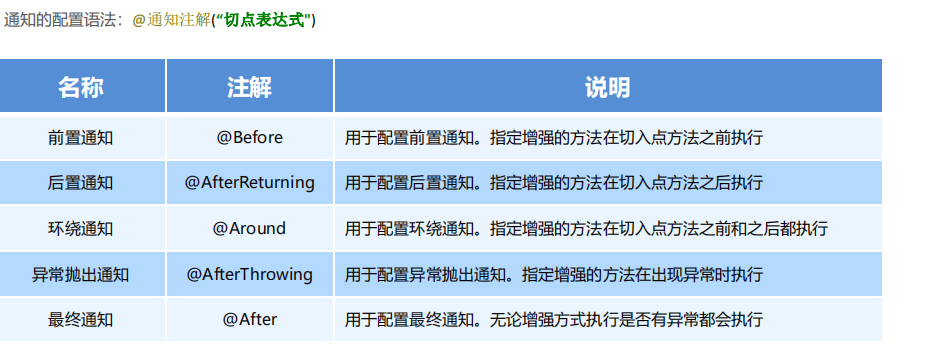 通知的配置语法：@通知注解(“切点表达式")
名称 注解 说明
前置通知 @Before 用于配置前置通知。指定增强的方法在切入点方法之前执行
后置通知 @AfterReturning 用于配置后置通知。指定增强的方法在切入点方法之后执行
环绕通知 @Around 用于配置环绕通知。指定增强的方法在切入点方法之前和之后都执行
异常抛出通知 @AfterThrowing 用于配置异常抛出通知。指定增强的方法在出现异常时执行
最终通知 @After 用于配置最终通知。无论增强方式执行是否有异常都会执行